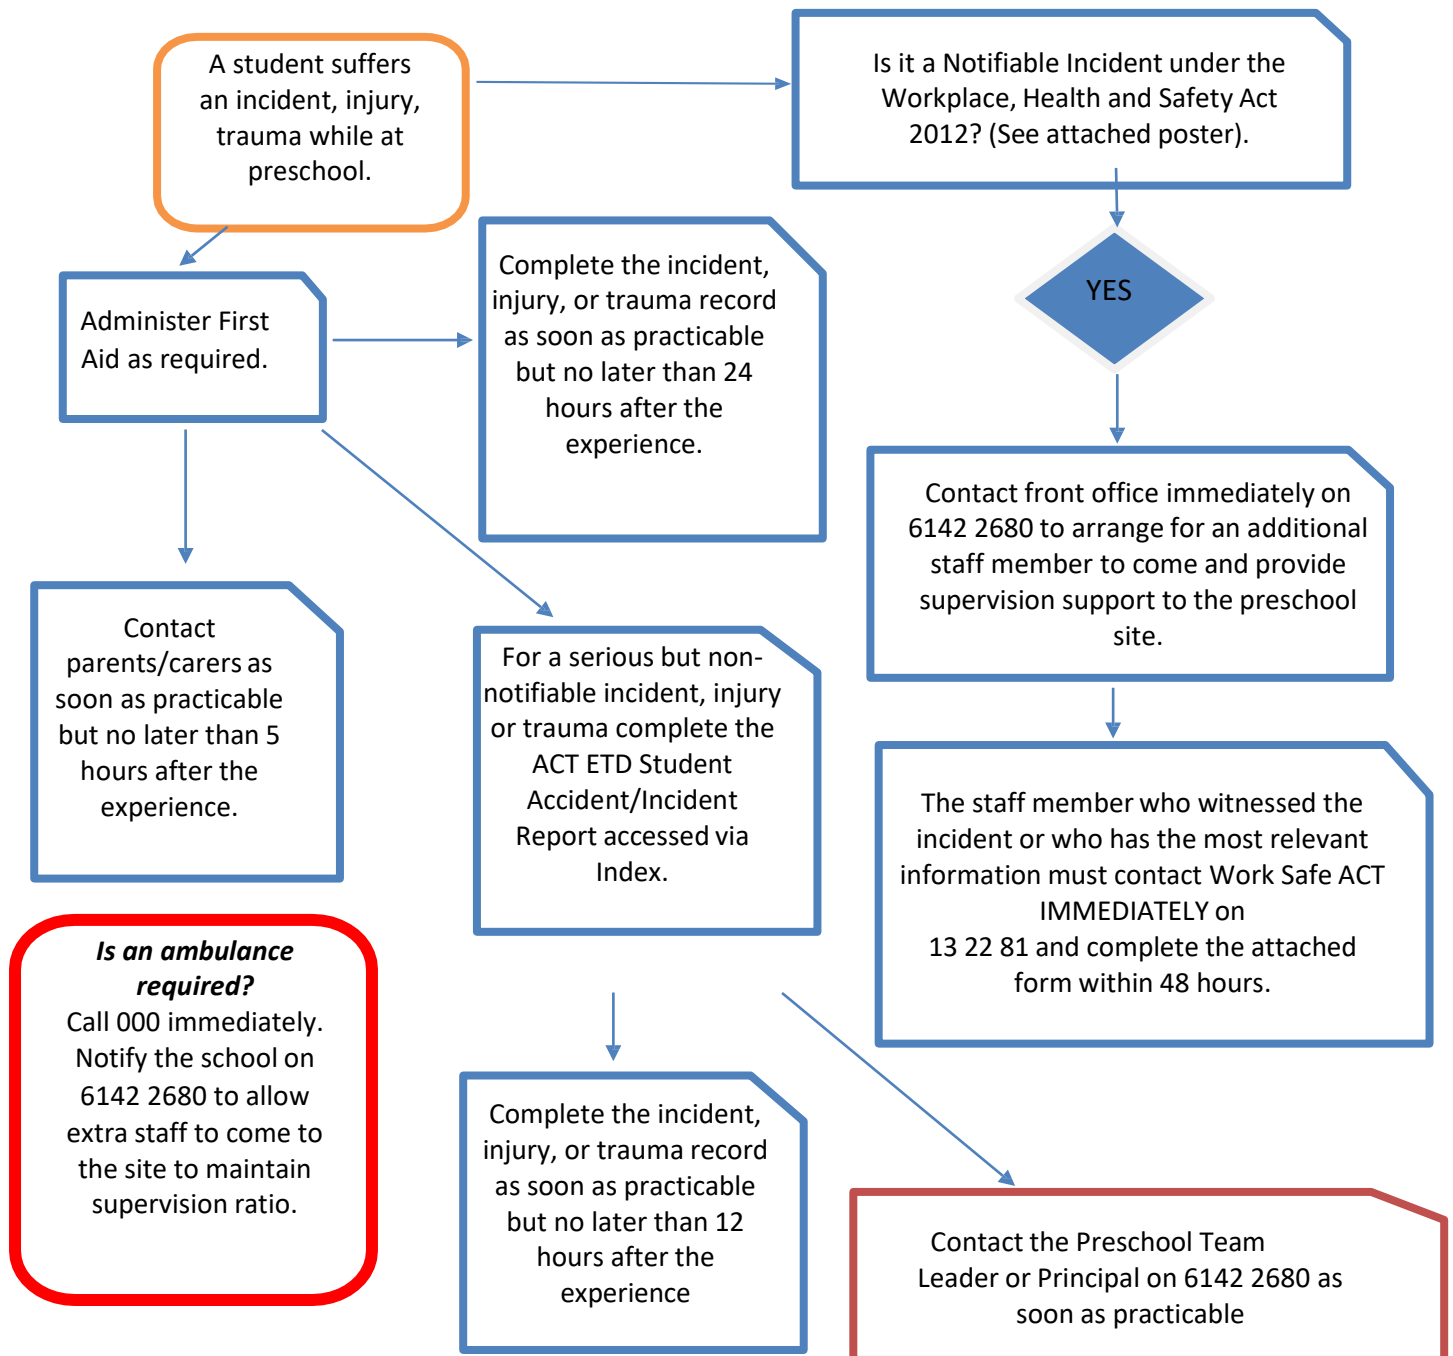 A student suffers
an incident, injury,
trauma while at
preschool.
Is it a Notifiable Incident under the
Workplace, Health and Safety Act
2012? (See attached poster).
YES
Administer First
Aid as required.
Complete the incident,
injury, or trauma record
as soon as practicable
but no later than 24
hours after the
experience.
Contact front office immediately on
6142 2680 to arrange for an additional
staff member to come and provide
supervision support to the preschool
site.
Contact
parents/carers as
soon as practicable
but no later than 5
hours after the
experience.
For a serious but non-
notifiable incident, injury
or trauma complete the
ACT ETD Student
Accident/Incident
Report accessed via
Index.
The staff member who witnessed the
incident or who has the most relevant
information must contact Work Safe ACT
IMMEDIATELY on
13 22 81 and complete the attached
form within 48 hours.
Is an ambulance
required?
Call 000 immediately.
Notify the school on
6142 2680 to allow
extra staff to come to
the site to maintain
supervision ratio.
Complete the incident,
injury, or trauma record
as soon as practicable
but no later than 12
hours after the
experience
Contact the Preschool Team
Leader or Principal on 6142 2680 as
soon as practicable